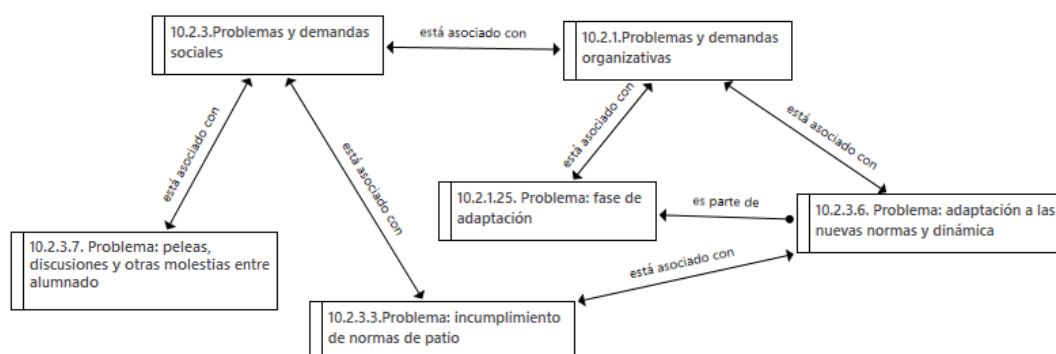 10.2.3.Problemas y demandas
sociales
está asociado con
10.2.1.Problemas y demandas
organizativas
está asociado con
está asociado con
está asociado con
está asociado con
10.2.1.25. Problema: fase de
adaptación
es parte de
10.2.3.6. Problema: adaptación a las
nuevas normas y dinámica
10.2.3.7. Problema: peleas,
discusiones y otras molestias entre
alumnado
está asociado con
10.2.3.3.Problema: incumplimiento
de normas de patio